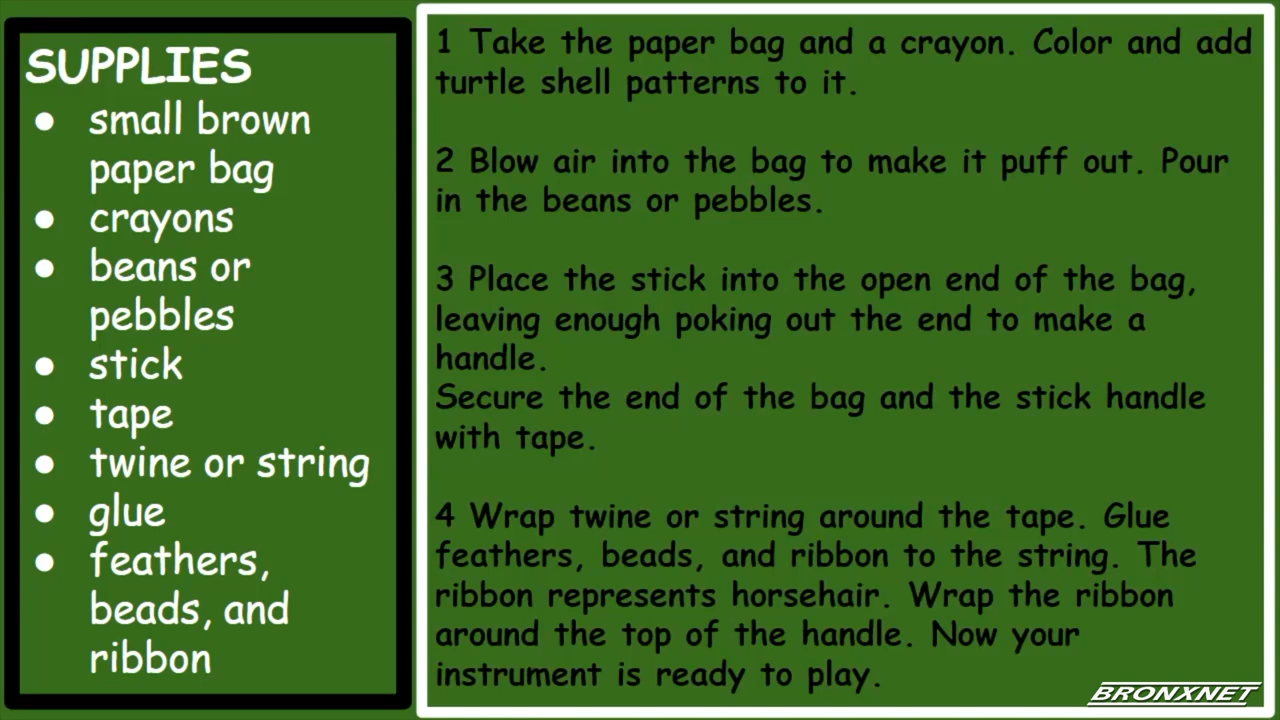 SUPPLIES
● small brown
paper bag
● crayons
● beans or
pebbles
● stick
● tape
● twine or string
● glue
● feathers,
beads, and
ribbon
1 Take the paper bag and a crayon. Color and add
turtle shell patterns to it.
2 Blow air into the bag to make it puff out. Pour
in the beans or pebbles.
3 Place the stick into the open end of the bag,
leaving enough poking out the end to make a
handle.
Secure the end of the bag and the stick handle
with tape.
4 Wrap twine or string around the tape. Glue
feathers, beads, and ribbon to the string. The
ribbon represents horsehair. Wrap the ribbon
around the top of the handle. Now your
instrument is ready to play.
BRONXNET